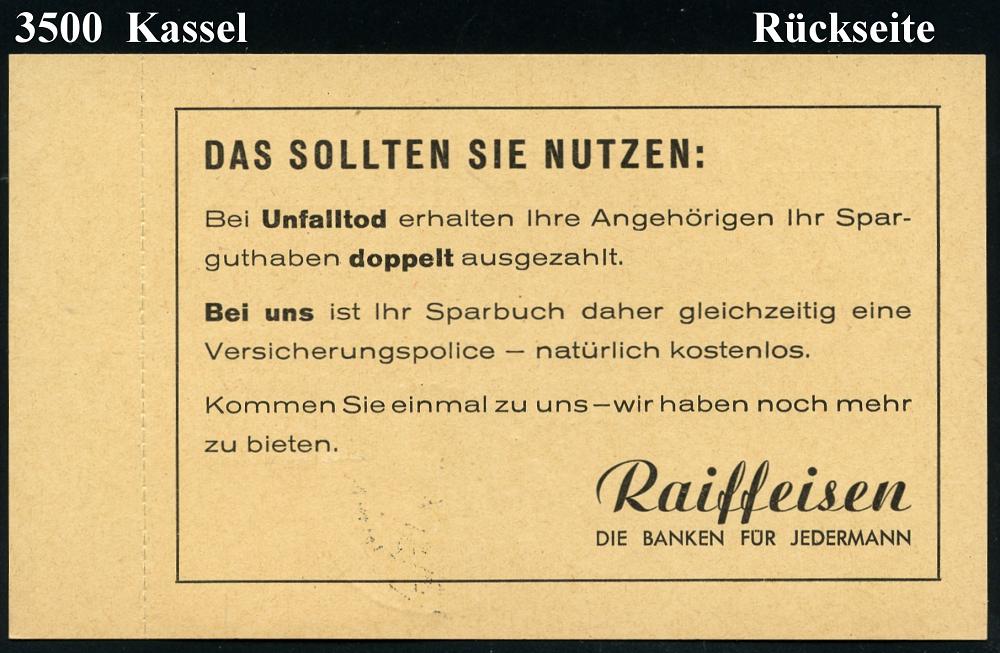 3500 Kassel Rückseite
DAS SOLLTEN SIE NUTZEN:
Bei Unfalltod erhalten Ihre Angehörigen Ihr Spar-
guthaben doppelt ausgezahlt.
Bei uns ist Ihr Sparbuch daher gleichzeitig eine
Versicherungspolice – natürlich kostenlos.
Kommen Sie einmal zu uns – wir haben noch mehr
zu bieten.
Raiffeisen
DIE BANKEN FÜR JEDERMANN